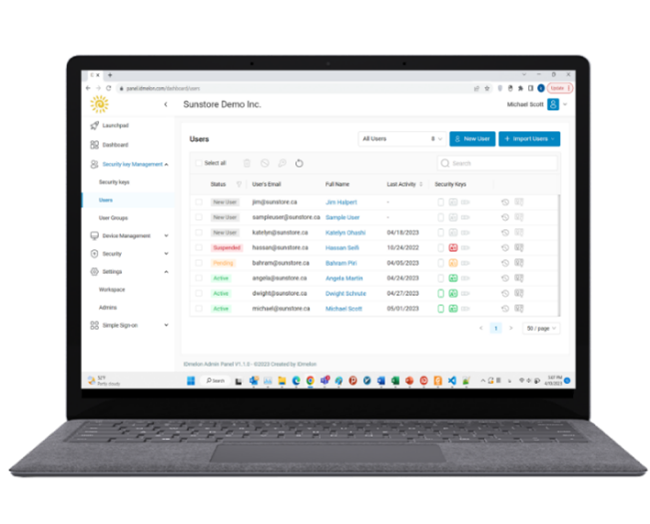 panel.idmelon.com/dashboard/users
Sunstore Demo Inc.
Michael Scott
Launchpad
Dashboard
Security key Management
Security keys
Users
User Groups
Device Management
Security
Settings
Workspace
Admins
Simple Sign-on
Users
All Users
New User
+ Import Users
Select all
Search
Status User's Email Full Name Last Activity Security Keys
New User jim@sunstore.ca Jim Halpert -
New User sampleuser@sunstore.ca Sample User -
New User katelyn@sunstore.ca Katelyn Ohashi 04/18/2023
Suspended hassan@sunstore.ca Hassan Seifi 10/24/2022
Pending bahram@sunstore.ca Bahram Piri 04/05/2023
Active angela@sunstore.ca Angela Martin 04/24/2023
Active dwight@sunstore.ca Dwight Schrute 04/27/2023
Active michael@sunstore.ca Michael Scott 05/01/2023
< 1 > 50 / page
Idmelon Admin Panel V1.1.0 - ©2023 Created by Idmelon
Search